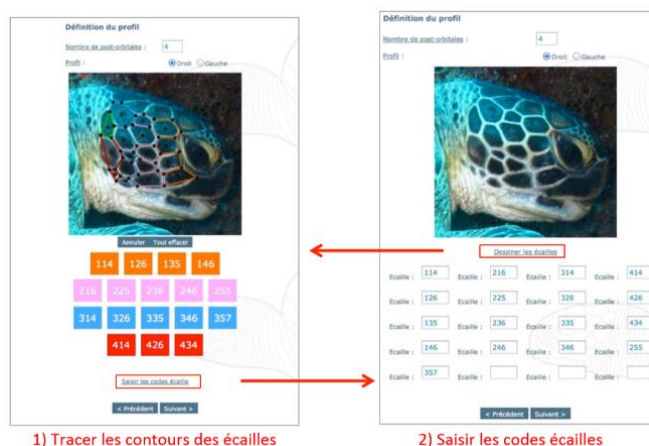 Définition du profil
Nombre de post-orbitales : 4
Profil : Droit Gauche
Annuler Tout effacer
114 126 135 146
216 225 236 246 255
314 326 335 346 357
414 426 434
Saisir les codes écaille
< Précédent Suivant >
1) Tracer les contours des écailles
Définition du profil
Nombre de post-orbitales : 4
Profil : Droit Gauche
Dessiner les écailles
Ecaille : 114 Ecaille : 216 Ecaille : 314 Ecaille : 414
Ecaille : 126 Ecaille : 225 Ecaille : 326 Ecaille : 426
Ecaille : 135 Ecaille : 236 Ecaille : 335 Ecaille : 434
Ecaille : 146 Ecaille : 246 Ecaille : 346 Ecaille : 255
Ecaille : 357 Ecaille : Ecaille : Ecaille :
< Précédent Suivant >
2) Saisir les codes écailles